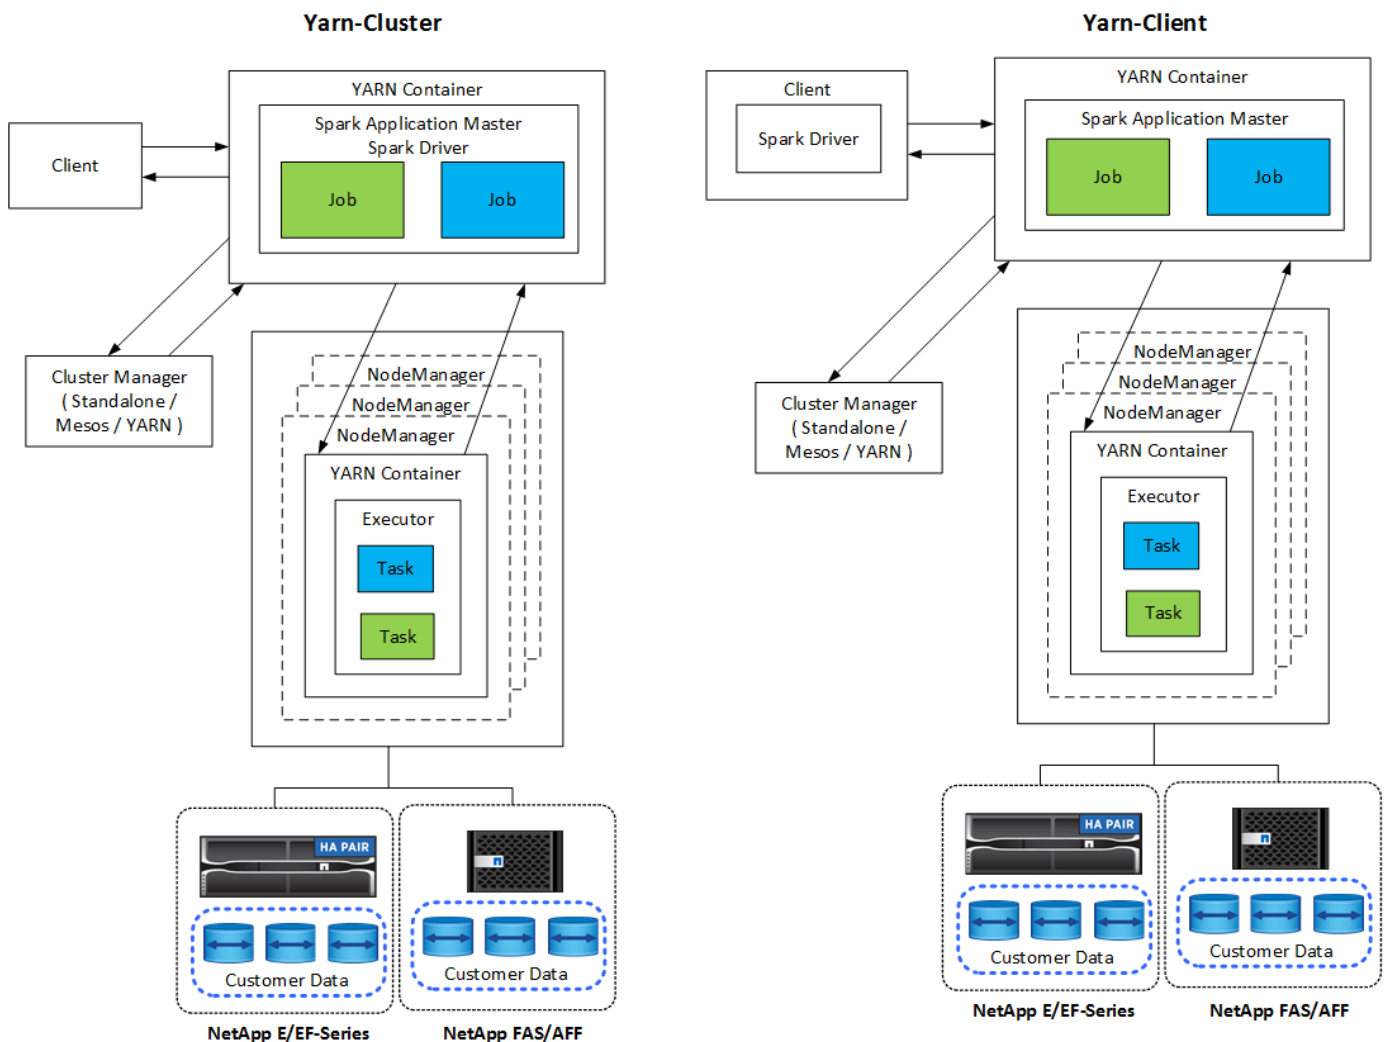 Yarn-Cluster
YARN Container
Spark Application Master
Spark Driver
Client
Job
Job
Cluster Manager
( Standalone /
Mesos / YARN )
NodeManager
NodeManager
NodeManager
YARN Container
Executor
Task
Task
HA PAIR
Customer Data
Customer Data
NetApp E/EF-Series
NetApp FAS/AFF
Yarn-Client
YARN Container
Client
Spark Driver
Spark Application Master
Job
Job
Cluster Manager
( Standalone /
Mesos / YARN )
NodeManager
NodeManager
NodeManager
YARN Container
Executor
Task
Task
HA PAIR
Customer Data
Customer Data
NetApp E/EF-Series
NetApp FAS/AFF